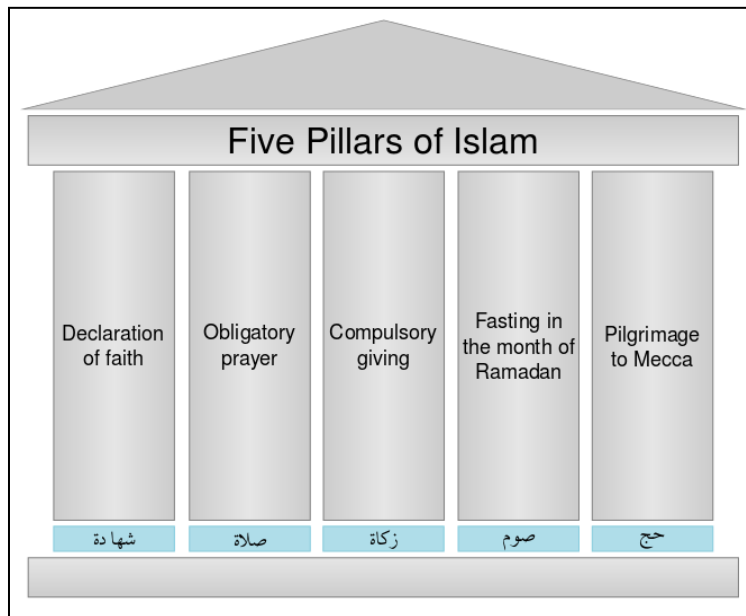 Five Pillars of Islam
Declaration
of faith
Obligatory
prayer
Compulsory
giving
Fasting in
the month of
Ramadan
Pilgrimage
to Mecca
شهادة
صلاة
زكاة
صوم
حج